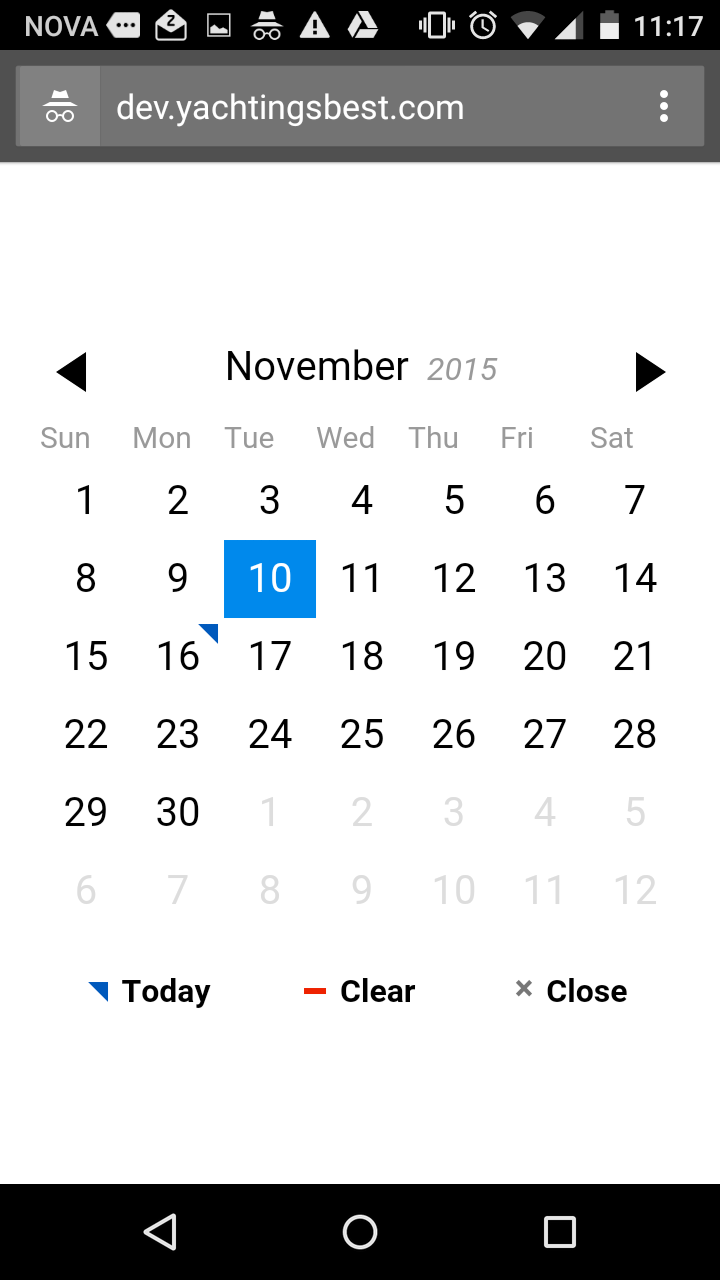 NOVA 11:17
dev.yachtingsbest.com
November 2015
Sun Mon Tue Wed Thu Fri Sat
1 2 3 4 5 6 7
8 9 10 11 12 13 14
15 16 17 18 19 20 21
22 23 24 25 26 27 28
29 30 1 2 3 4 5
6 7 8 9 10 11 12
Today Clear × Close